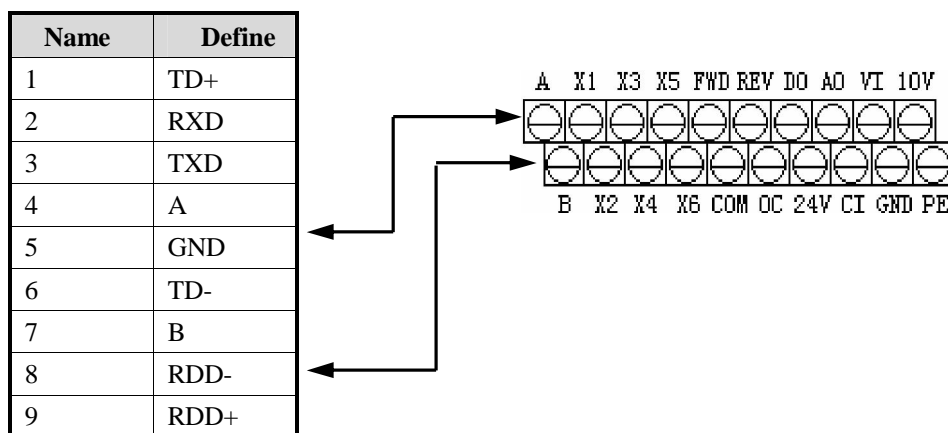 Name Define
1 TD+
2 RXD
3 TXD
4 A
5 GND
6 TD-
7 B
8 RDD-
9 RDD+
A X1 X3 X5 FWD REV DO AO VI 10V
B X2 X4 X6 COM OC 24V CI GND PE